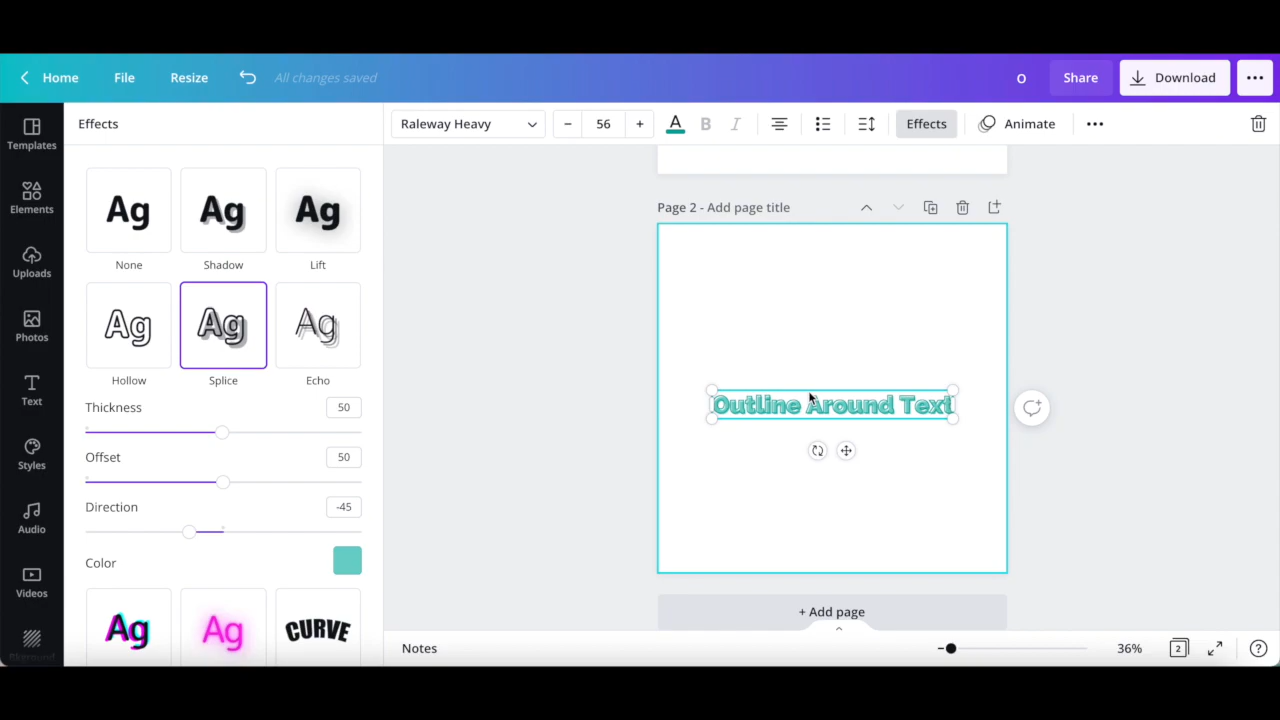 Home File Resize All changes saved O Share Download
Templates
Elements
Uploads
Photos
Text
Styles
Audio
Videos
Bkground
Effects
Ag Ag Ag
None Shadow Lift
Ag Ag Ag
Hollow Splice Echo
Thickness 50
Offset 50
Direction -45
Color
Ag Ag CURVE
Raleway Heavy – 56 + A B I Effects Animate
Page 2 - Add page title
Outline Around Text
+ Add page
Notes 36% 2 ?